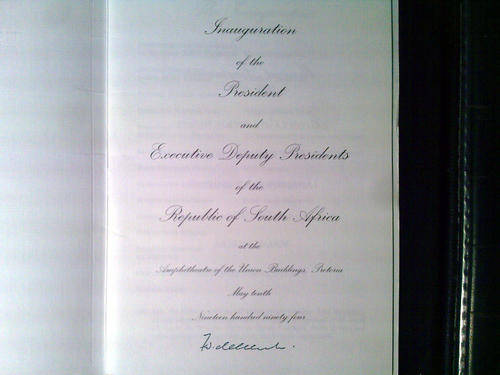 Inauguration
of the
President
and
Executive Deputy Presidents
of the
Republic of South Africa
at the
Amphitheatre of the Union Buildings, Pretoria
May tenth
Nineteen hundred ninety four